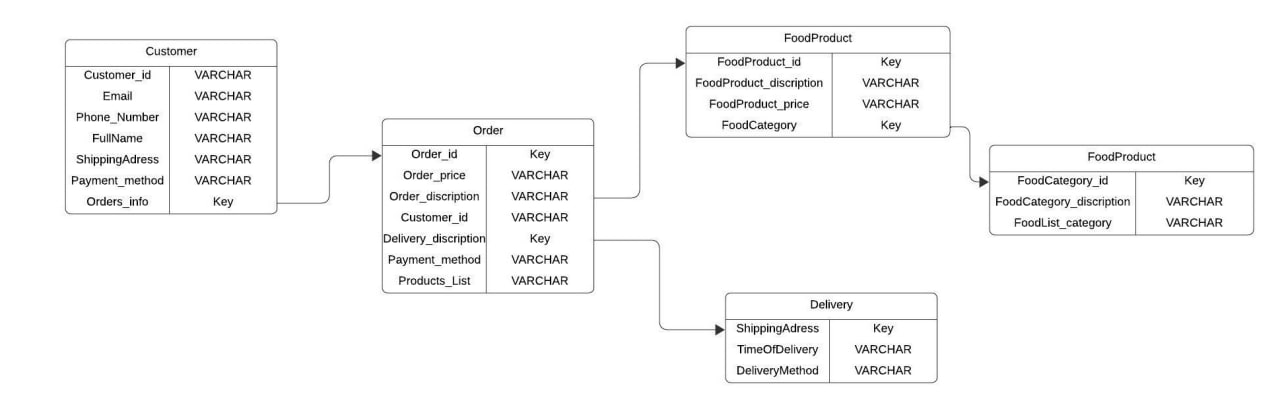 Customer
Customer_id VARCHAR
Email VARCHAR
Phone_Number VARCHAR
FullName VARCHAR
ShippingAdress VARCHAR
Payment_method VARCHAR
Orders_info Key
Order
Order_id Key
Order_price VARCHAR
Order_discription VARCHAR
Customer_id VARCHAR
Delivery_discription Key
Payment_method VARCHAR
Products_List VARCHAR
FoodProduct
FoodProduct_id Key
FoodProduct_discription VARCHAR
FoodProduct_price VARCHAR
FoodCategory Key
FoodProduct
FoodCategory_id Key
FoodCategory_discription VARCHAR
FoodList_category VARCHAR
Delivery
ShippingAdress Key
TimeOfDelivery VARCHAR
DeliveryMethod VARCHAR